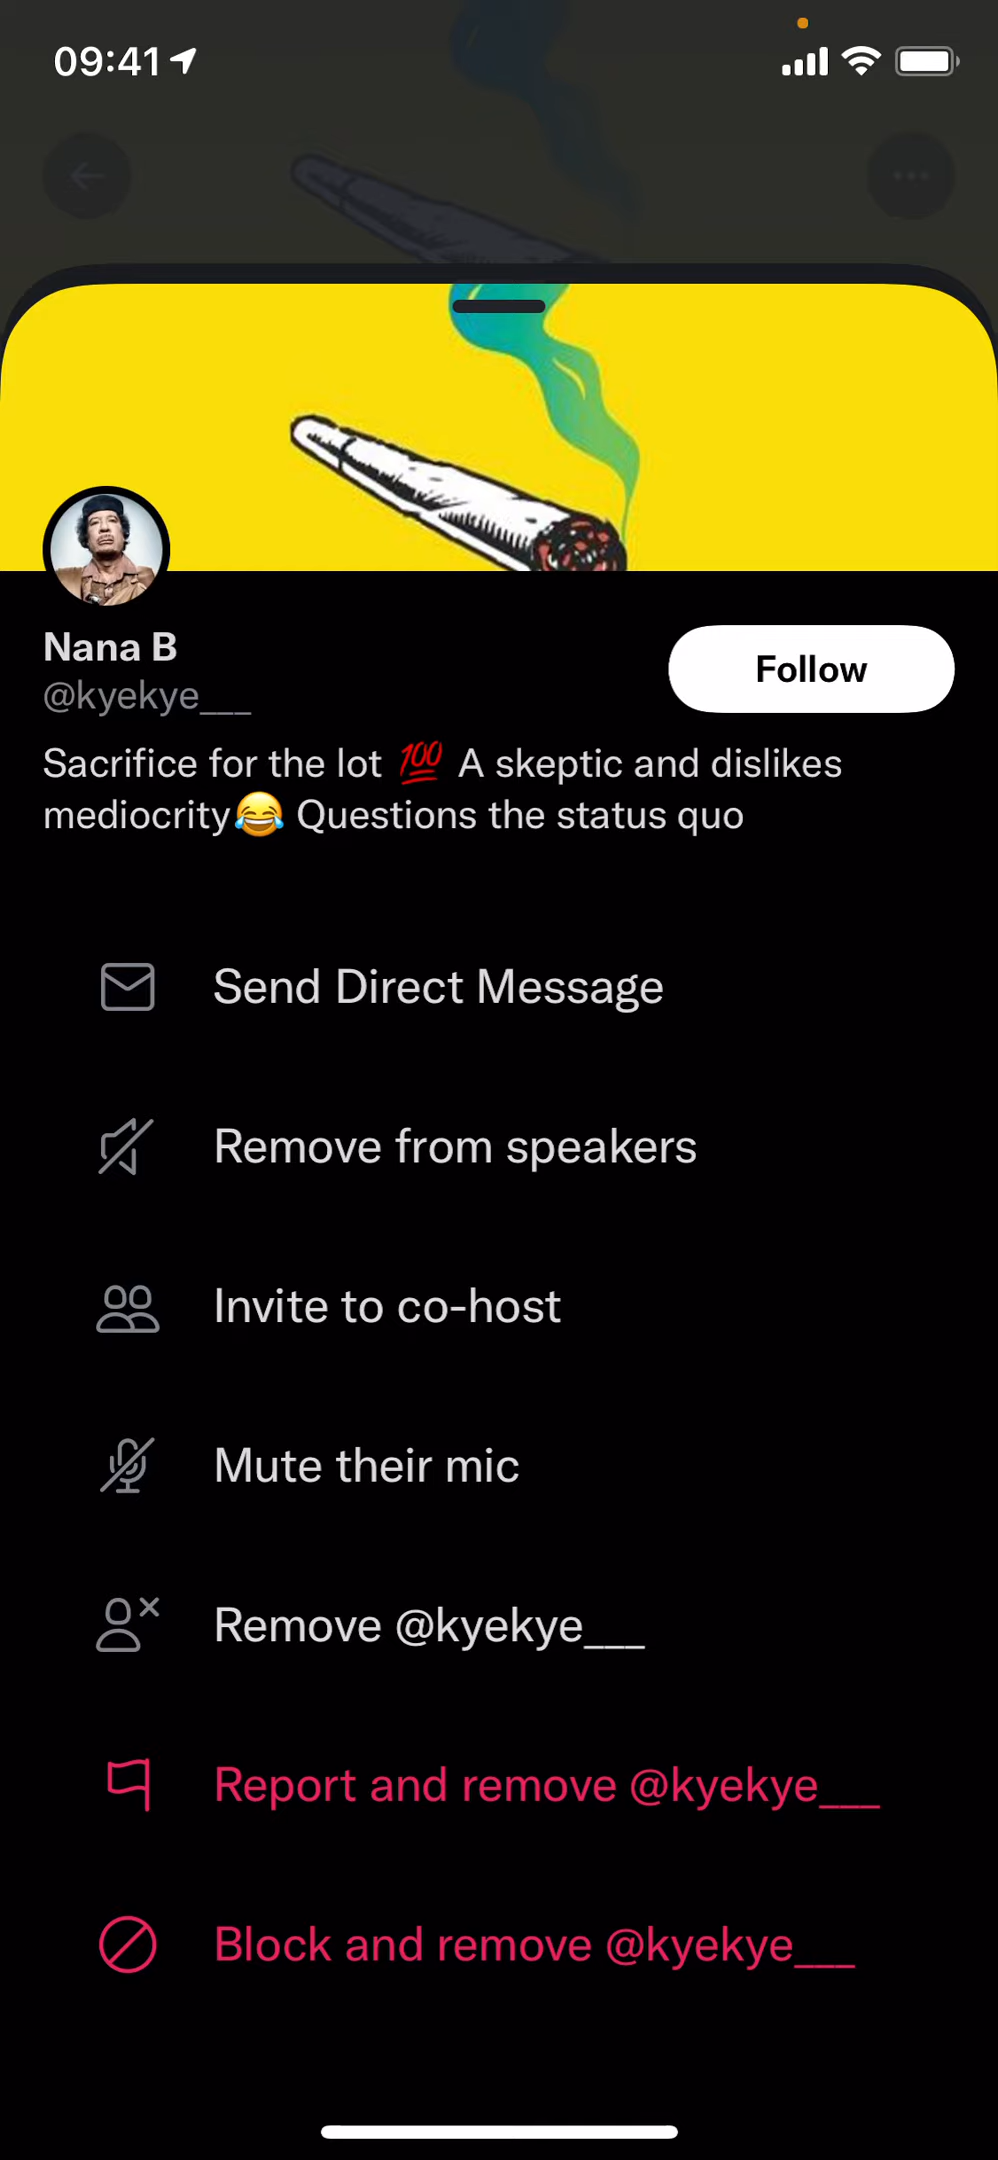 09:41
Nana B
Follow
@kyekye___
Sacrifice for the lot 💯 A skeptic and dislikes
mediocrity😂 Questions the status quo
Send Direct Message
Remove from speakers
Invite to co-host
Mute their mic
Remove @kyekye___
Report and remove @kyekye___
Block and remove @kyekye___